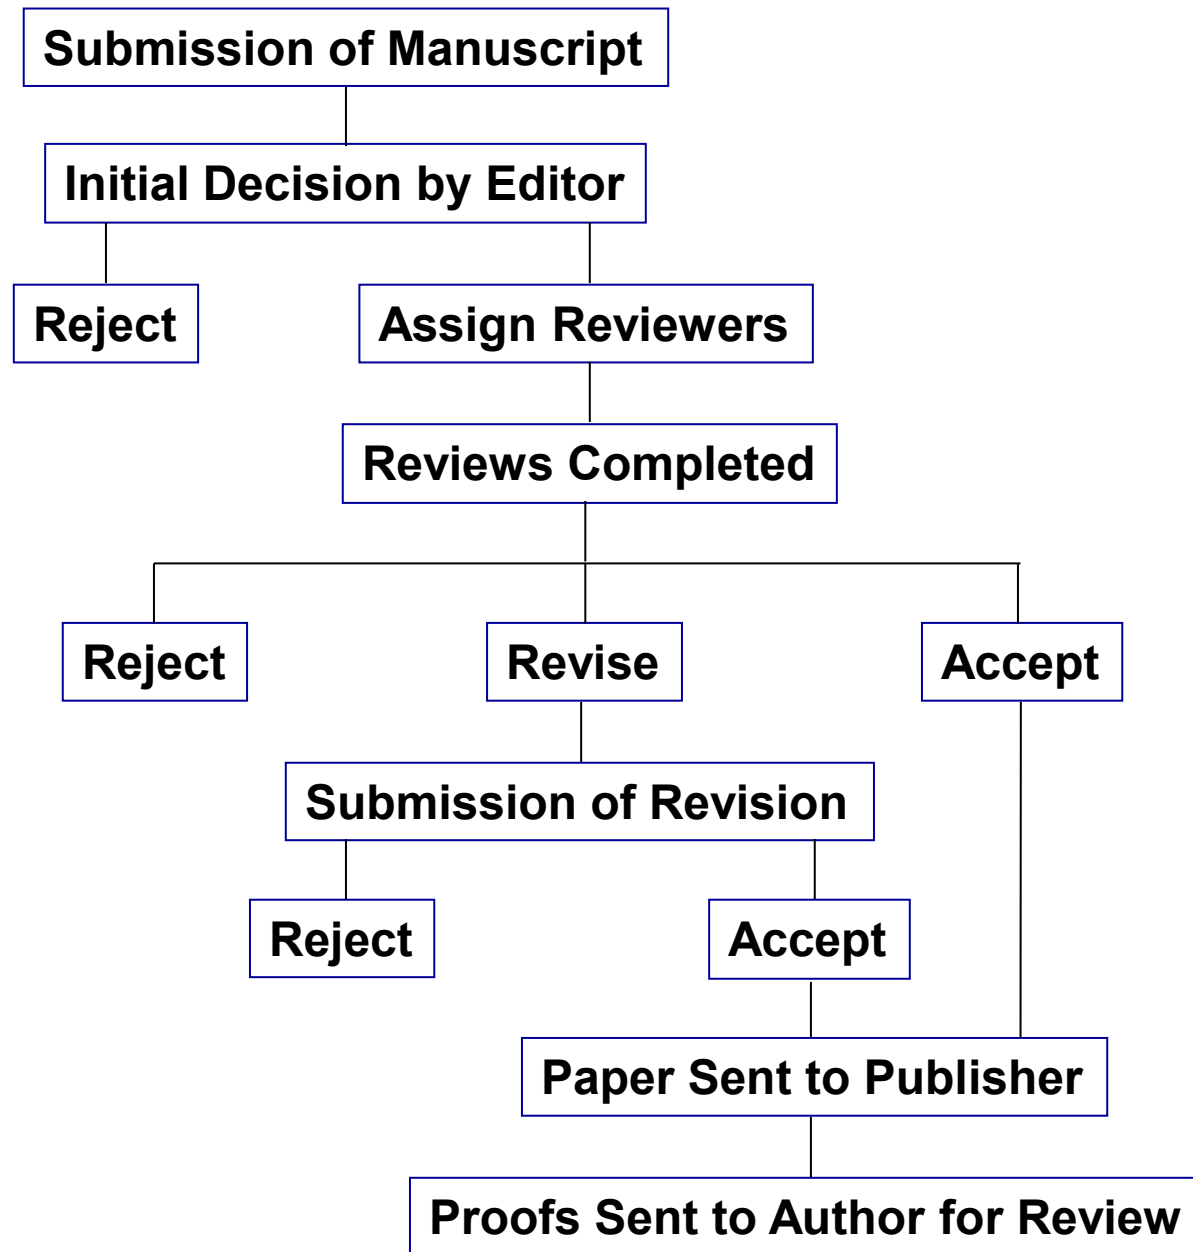 Submission of Manuscript
Initial Decision by Editor
Reject
Assign Reviewers
Reviews Completed
Reject
Revise
Accept
Submission of Revision
Reject
Accept
Paper Sent to Publisher
Proofs Sent to Author for Review